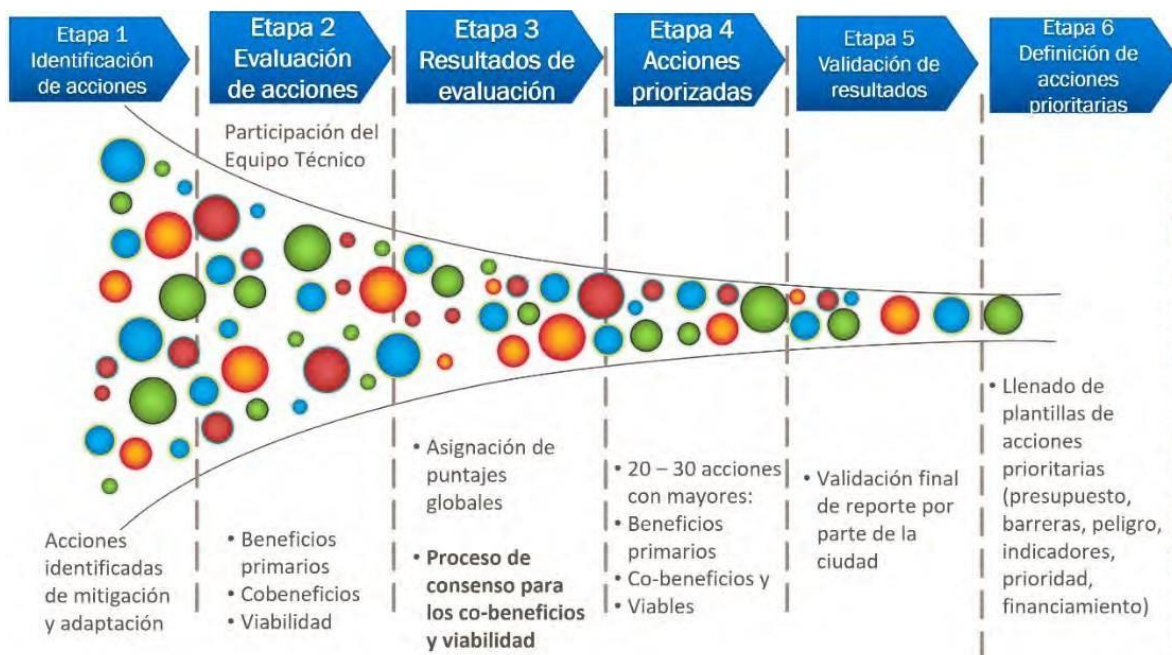 Etapa 1
Identificación
de acciones
Etapa 2
Evaluación
de acciones
Etapa 3
Resultados de
evaluación
Etapa 4
Acciones
priorizadas
Etapa 5
Validación de
resultados
Etapa 6
Definición de
acciones
prioritarias
Participación del
Equipo Técnico
Acciones
identificadas
de mitigación
y adaptación
• Beneficios
primarios
• Cobeneficios
• Viabilidad
• Asignación de
puntajes
globales
• Proceso de
consenso para
los co-beneficios
y viabilidad
• 20 – 30 acciones
con mayores:
• Beneficios
primarios
• Co-beneficios y
• Viables
• Validación final
de reporte por
parte de la
ciudad
• Llenado de
plantillas de
acciones
prioritarias
(presupuesto,
barreras, peligro,
indicadores,
prioridad,
financiamiento)